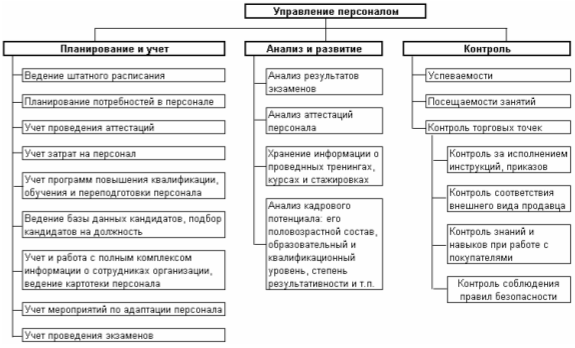 Управление персоналом
Планирование и учет
Ведение штатного расписания
Планирование потребностей в персонале
Учет проведения аттестаций
Учет затрат на персонал
Учет программ повышения квалификации,
обучения и переподготовки персонала
Ведение базы данных кандидатов, подбор
кандидатов на должность
Учет и работа с полным комплексом
информации о сотрудниках организации,
ведение картотеки персонала
Учет мероприятий по адаптации персонала
Учет проведения экзаменов
Анализ и развитие
Анализ результатов
экзаменов
Анализ аттестаций
персонала
Хранение информации о
проведнных тренингах,
курсах и стажировках
Анализ кадрового
потенциала: его
половозрастной состав,
образовательный и
квалификационный
уровень, степень
результативности и т.п.
Контроль
Успеваемости
Посещаемости занятий
Контроль торговых точек
Контроль за исполнением
инструкций, приказов
Контроль соответствия
внешнего вида продавца
Контроль знаний и
навыков при работе с
покупателями
Контроль соблюдения
правил безопасности